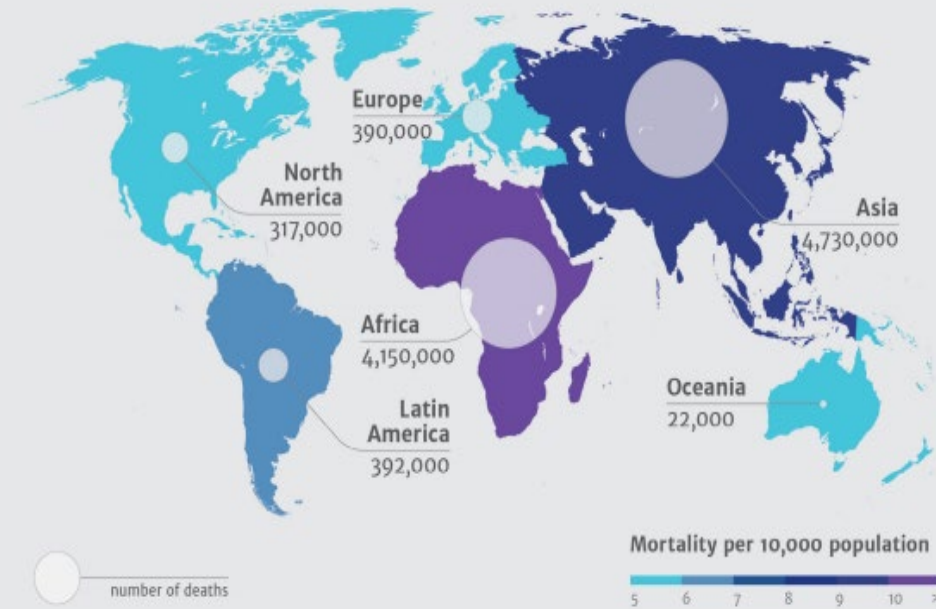 Europe
390,000
North
America
317,000
Asia
4,730,000
Africa
4,150,000
Oceania
22,000
Latin
America
392,000
number of deaths
Mortality per 10,000 population
5 6 7 8 9 10 >